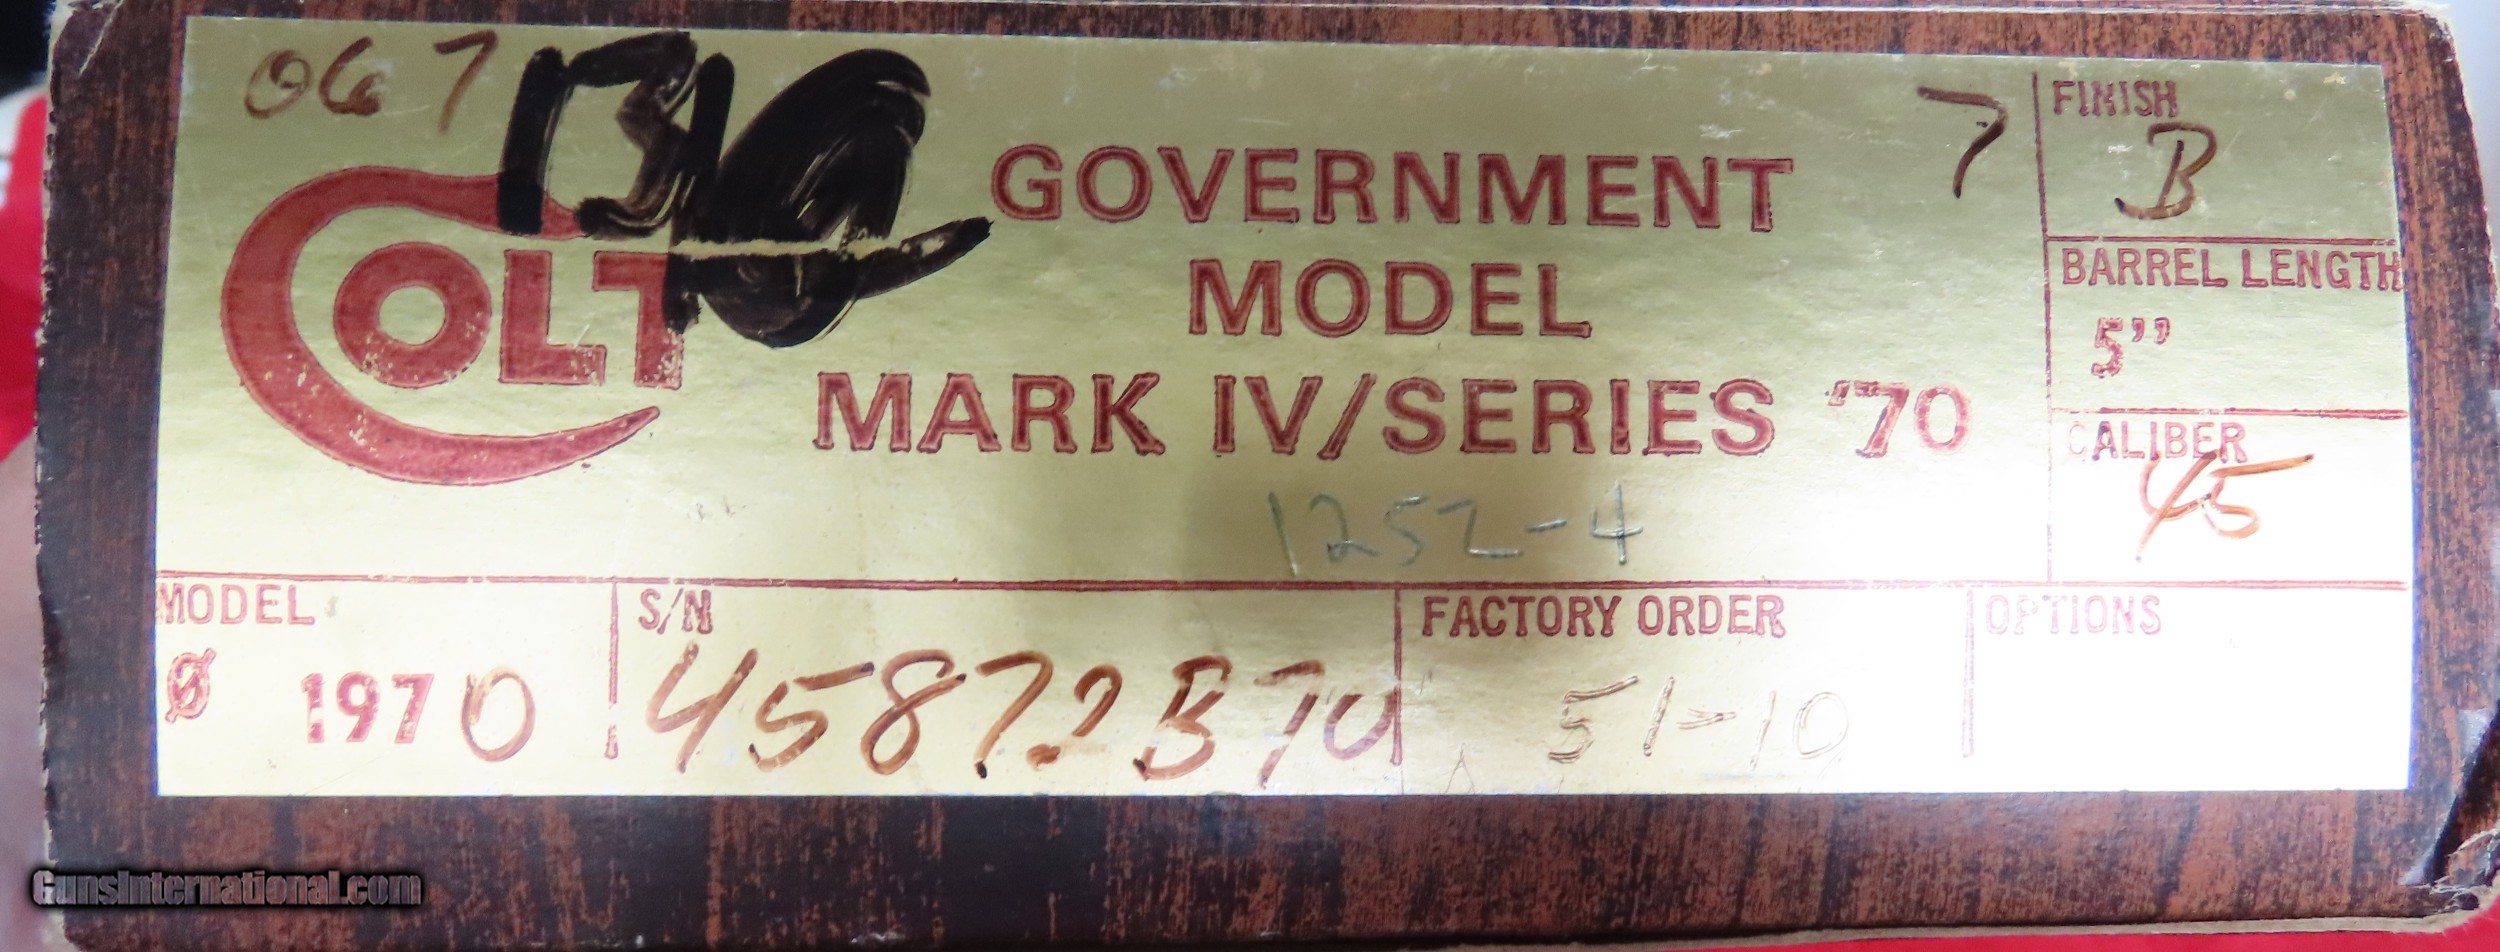 067
7
COLT
GOVERNMENT
MODEL
MARK IV/SERIES '70
1252-4
FINISH
B
BARREL LENGTH
5"
CALIBER
45
MODEL
Ø 1970
S/N
45872B70
FACTORY ORDER
51-10
OPTIONS
GunsInternational.com